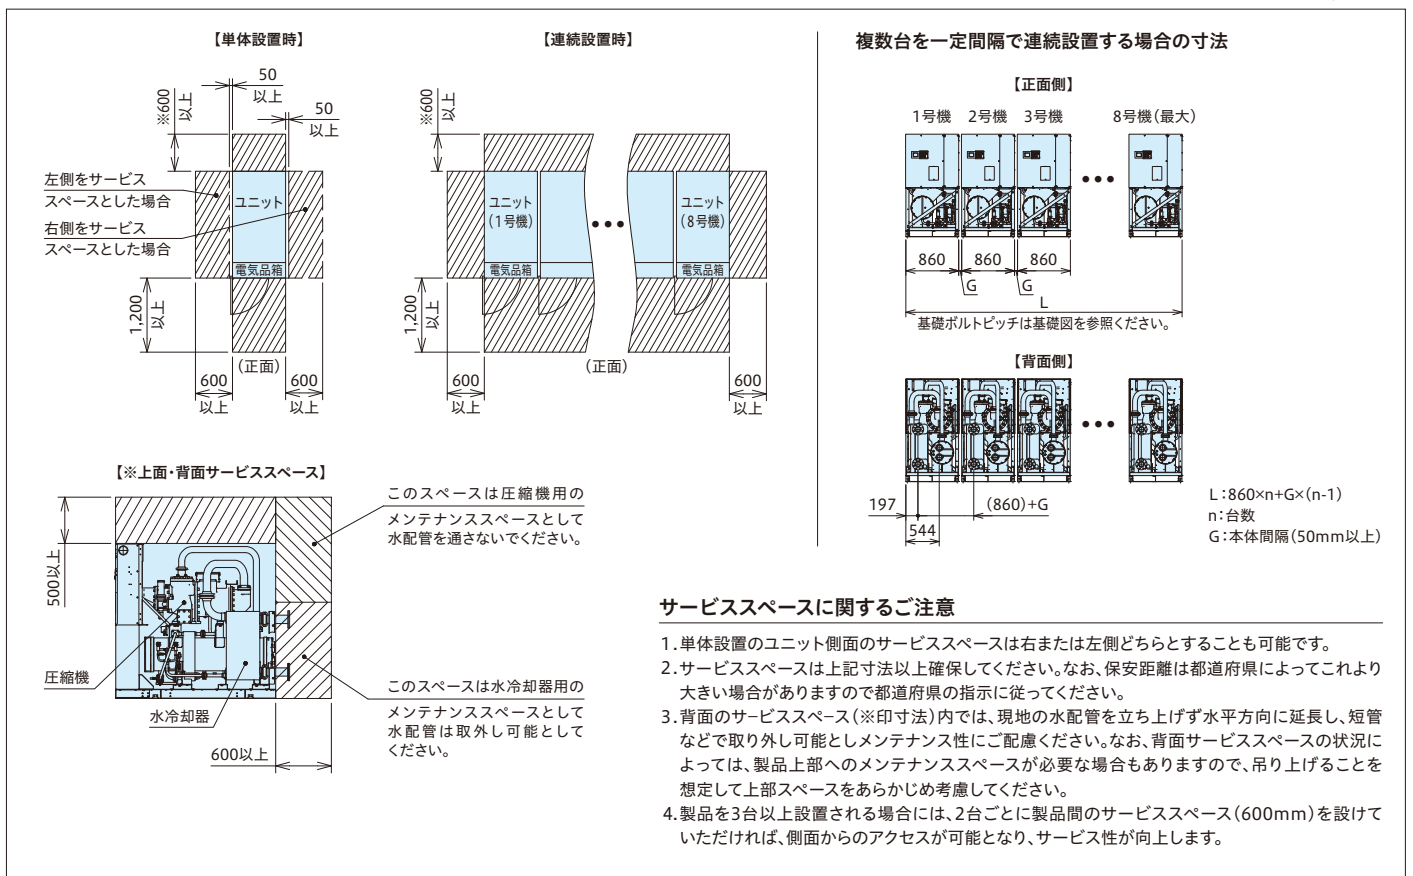 【単体設置時】
50
以上
※600
以上
50
以上
左側をサービス
スペースとした場合
右側をサービス
スペースとした場合
ユニット
電気品箱
1,200
以上
(正面)
600
以上
600
以上
【連続設置時】
※600
以上
ユニット
(1号機)
ユニット
(8号機)
電気品箱
電気品箱
1,200
以上
(正面)
600
以上
600
以上
【※上面・背面サービススペース】
このスペースは圧縮機用の
メンテナンススペースとして
水配管を通さないでください。
500以上
圧縮機
水冷却器
このスペースは水冷却器用の
メンテナンススペースとして
水配管は取外し可能として
ください。
600以上
複数台を一定間隔で連続設置する場合の寸法
【正面側】
1号機 2号機 3号機 8号機(最大)
860 860 860
G G
L
基礎ボルトピッチは基礎図を参照ください。
【背面側】
197
(860)+G
544
L:860×n+G×(n-1)
n:台数
G:本体間隔(50mm以上)
サービススペースに関するご注意
1.単体設置のユニット側面のサービススペースは右または左側どちらとすることも可能です。
2.サービススペースは上記寸法以上確保してください。なお、保安距離は都道府県によってこれより
大きい場合がありますので都道府県の指示に従ってください。
3.背面のサービススペース(※印寸法)内では、現地の水配管を立ち上げず水平方向に延長し、短管
などで取り外し可能としメンテナンス性にご配慮ください。なお、背面サービススペースの状況に
よっては、製品上部へのメンテナンススペースが必要な場合もありますので、吊り上げることを
想定して上部スペースをあらかじめ考慮してください。
4.製品を3台以上設置される場合には、2台ごとに製品間のサービススペース(600mm)を設けて
いただければ、側面からのアクセスが可能となり、サービス性が向上します。